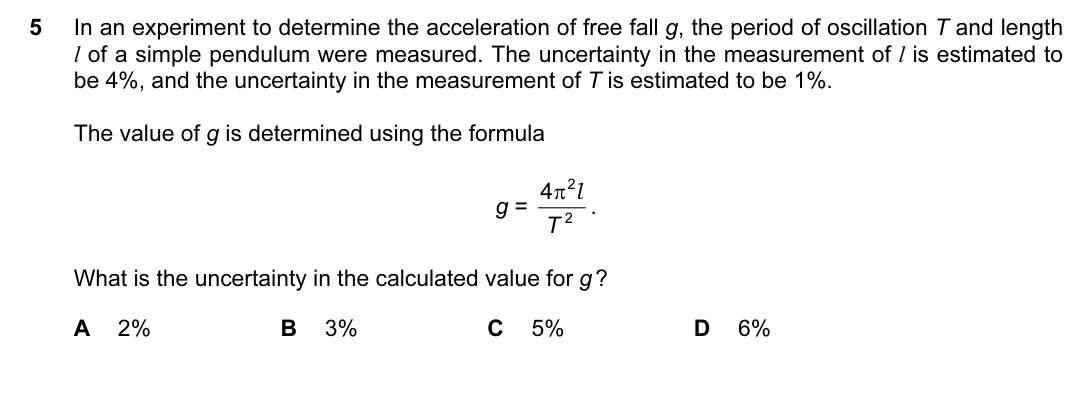 5 In an experiment to determine the acceleration of free fall g, the period of oscillation T and length
l of a simple pendulum were measured. The uncertainty in the measurement of l is estimated to
be 4%, and the uncertainty in the measurement of T is estimated to be 1%.
The value of g is determined using the formula
g = 4π²l / T² .
What is the uncertainty in the calculated value for g?
A 2% B 3% C 5% D 6%